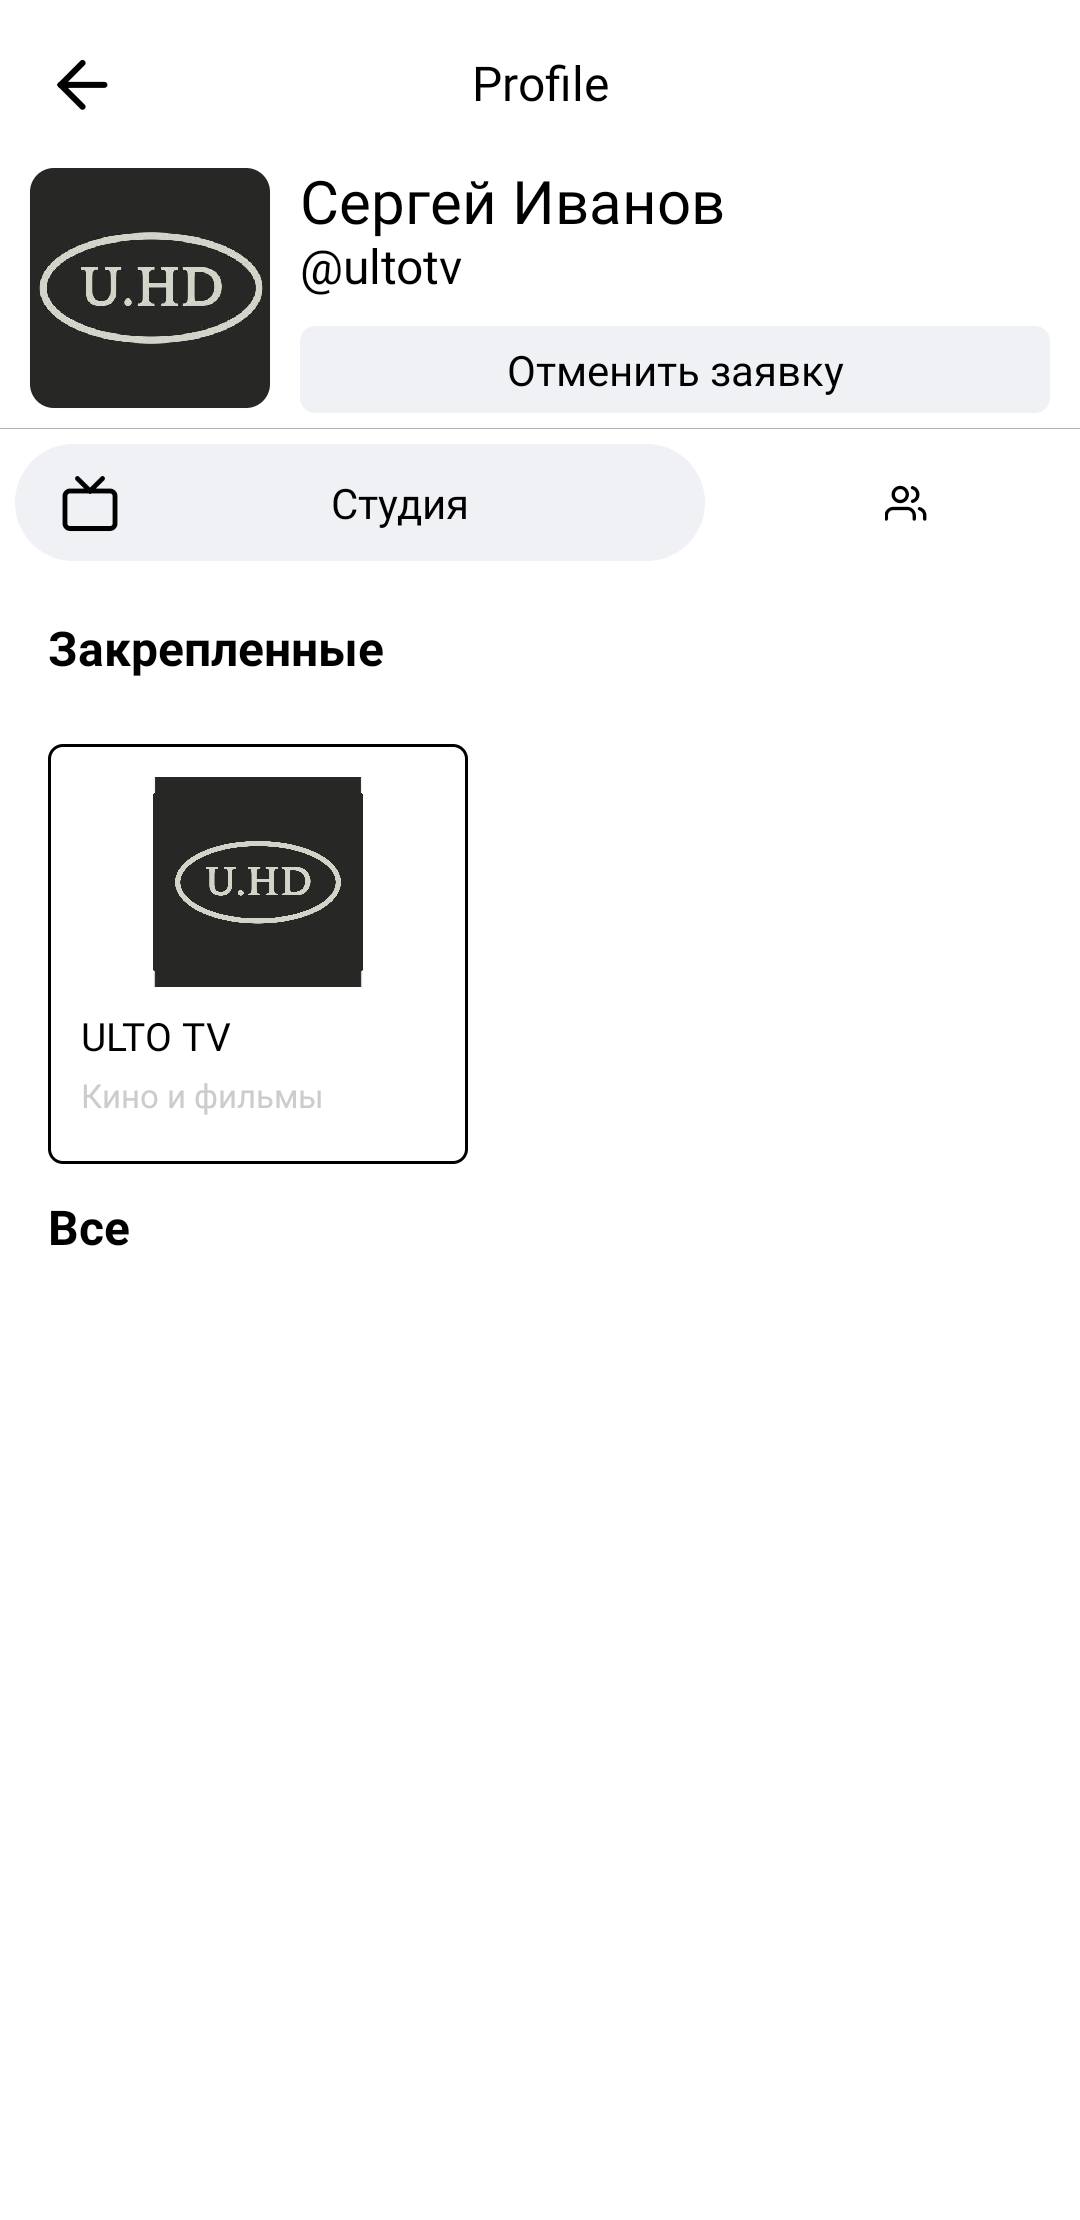 Profile
U.HD
Сергей Иванов
@ultotv
Отменить заявку
Студия
Закрепленные
U.HD
ULTO TV
Кино и фильмы
Все